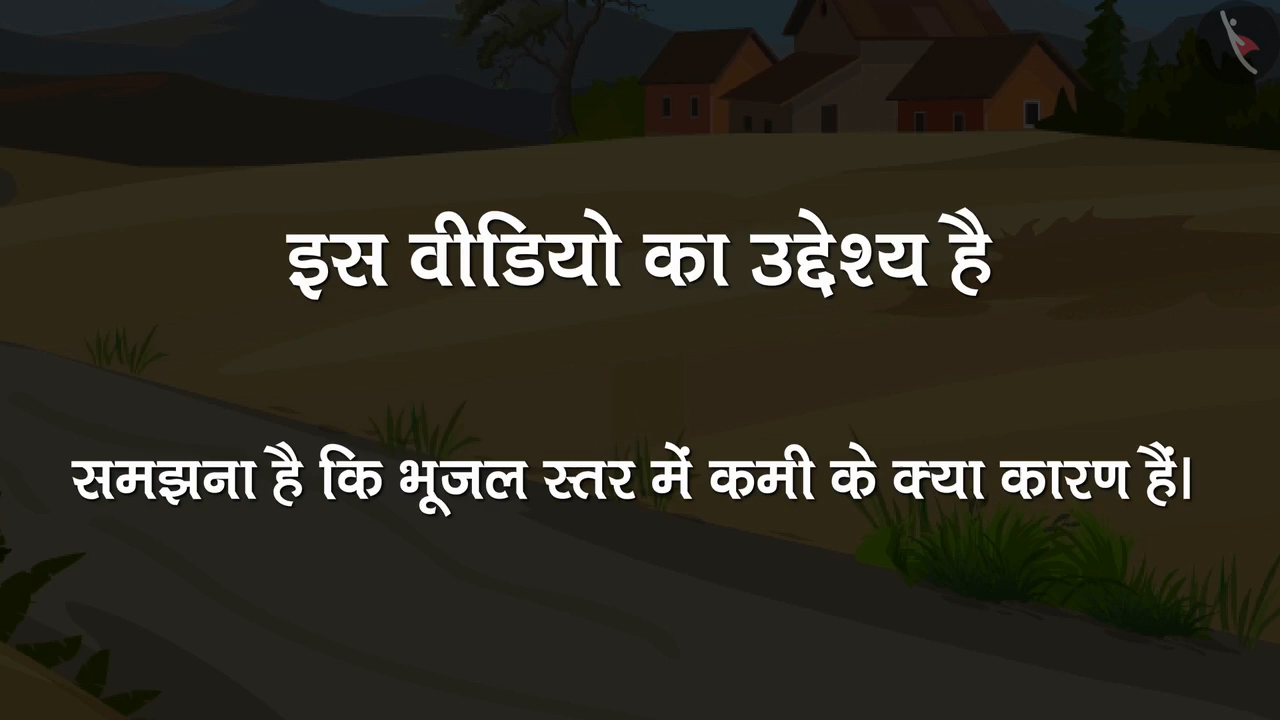 इस वीडियो का उद्देश्य है
समझना है कि भूजल स्तर में कमी के क्या कारण हैं।